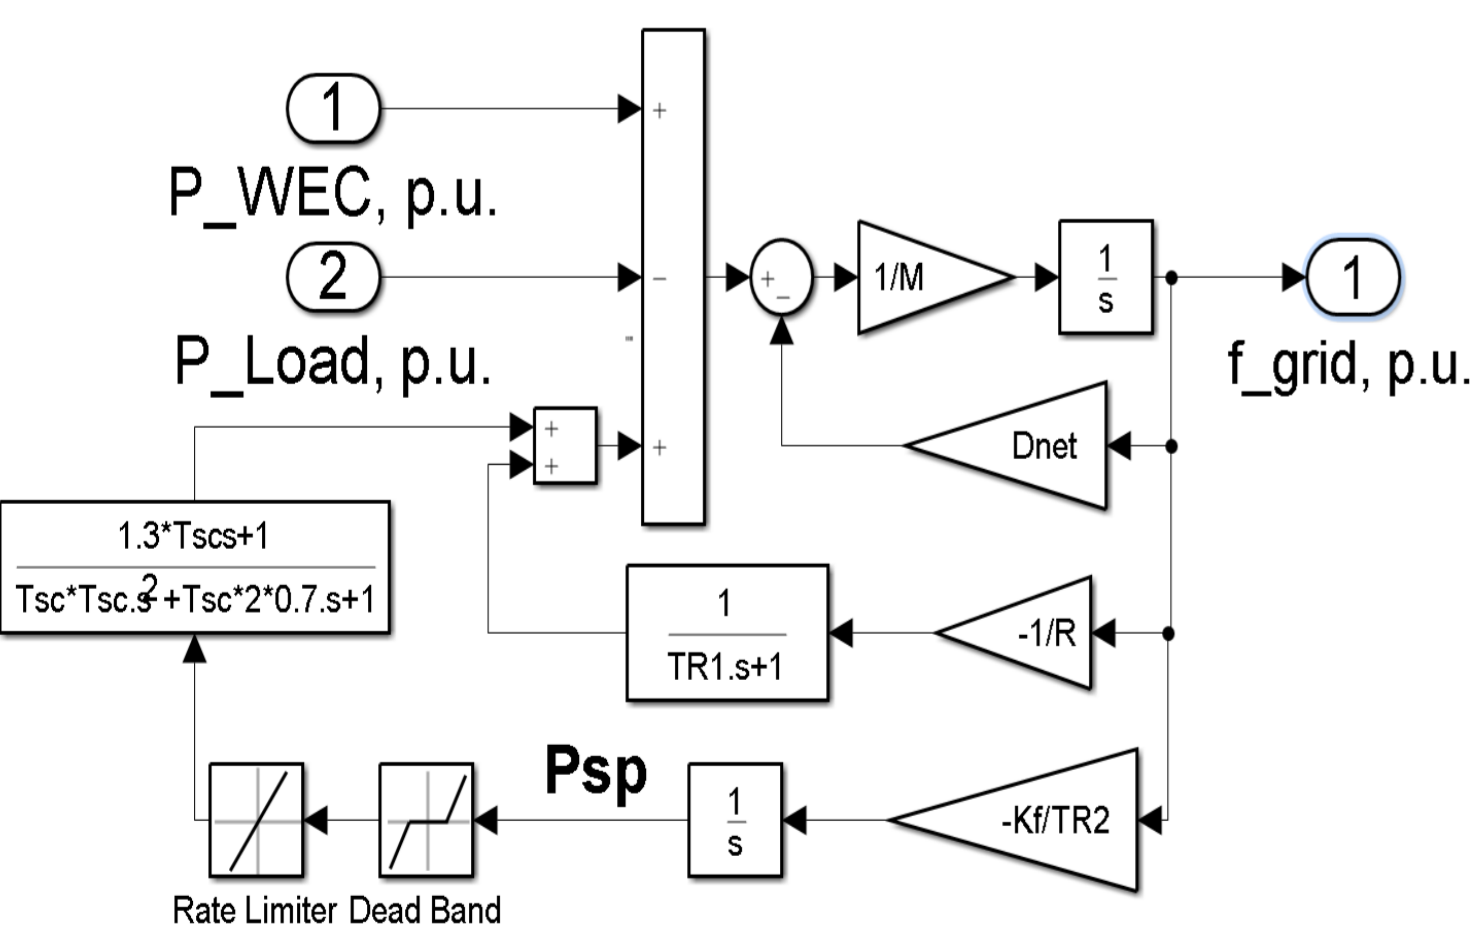 1
+
P_WEC, p.u.
2
−
P_Load, p.u.
-
+
−
1/M
1
s
1
f_grid, p.u.
+
+
+
Dnet
1.3*Tscs+1
Tsc*Tsc.s2+Tsc*2*0.7.s+1
1
TR1.s+1
-1/R
Psp
1
s
-Kf/TR2
Rate Limiter
Dead Band